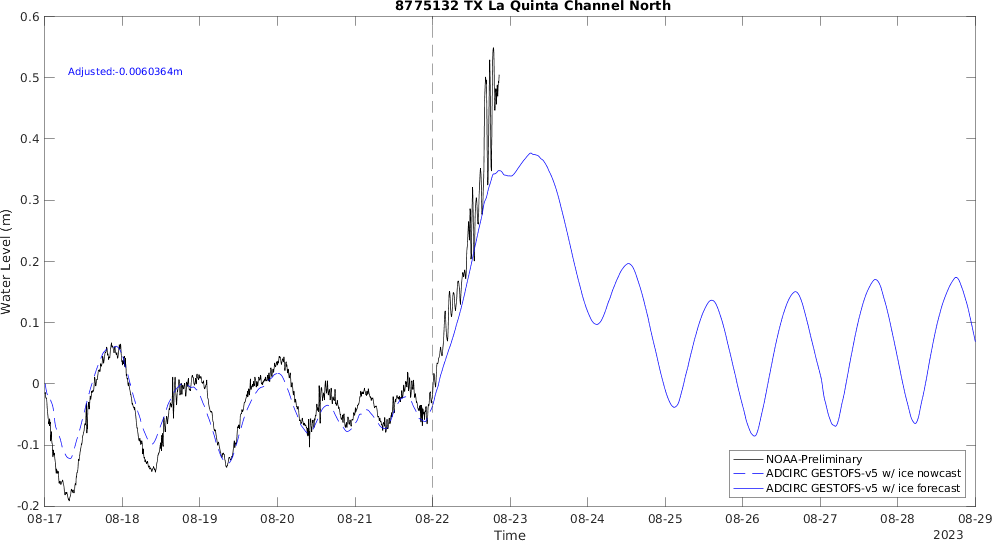 8775132 TX La Quinta Channel North
Adjusted:-0.0060364m
Water Level (m)
0.6
0.5
0.4
0.3
0.2
0.1
0
-0.1
-0.2
NOAA-Preliminary
ADCIRC GESTOFS-v5 w/ ice nowcast
ADCIRC GESTOFS-v5 w/ ice forecast
08-17 08-18 08-19 08-20 08-21 08-22 08-23 08-24 08-25 08-26 08-27 08-28 08-29
Time
2023